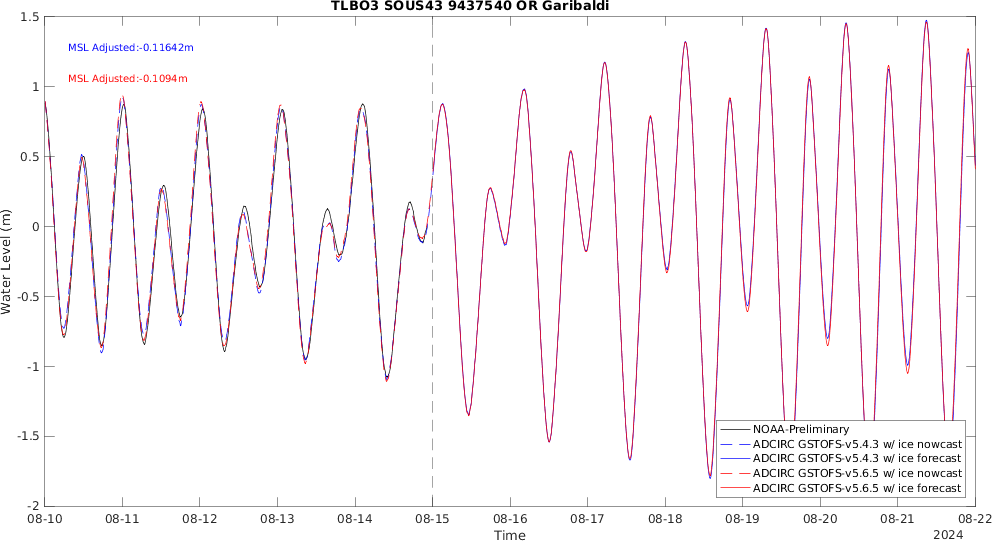 TLBO3 SOUS43 9437540 OR Garibaldi
MSL Adjusted:-0.11642m
MSL Adjusted:-0.1094m
1.5
1
0.5
0
-0.5
-1
-1.5
-2
Water Level (m)
NOAA-Preliminary
ADCIRC GSTOFS-v5.4.3 w/ ice nowcast
ADCIRC GSTOFS-v5.4.3 w/ ice forecast
ADCIRC GSTOFS-v5.6.5 w/ ice nowcast
ADCIRC GSTOFS-v5.6.5 w/ ice forecast
08-10 08-11 08-12 08-13 08-14 08-15 08-16 08-17 08-18 08-19 08-20 08-21 08-22
Time
2024